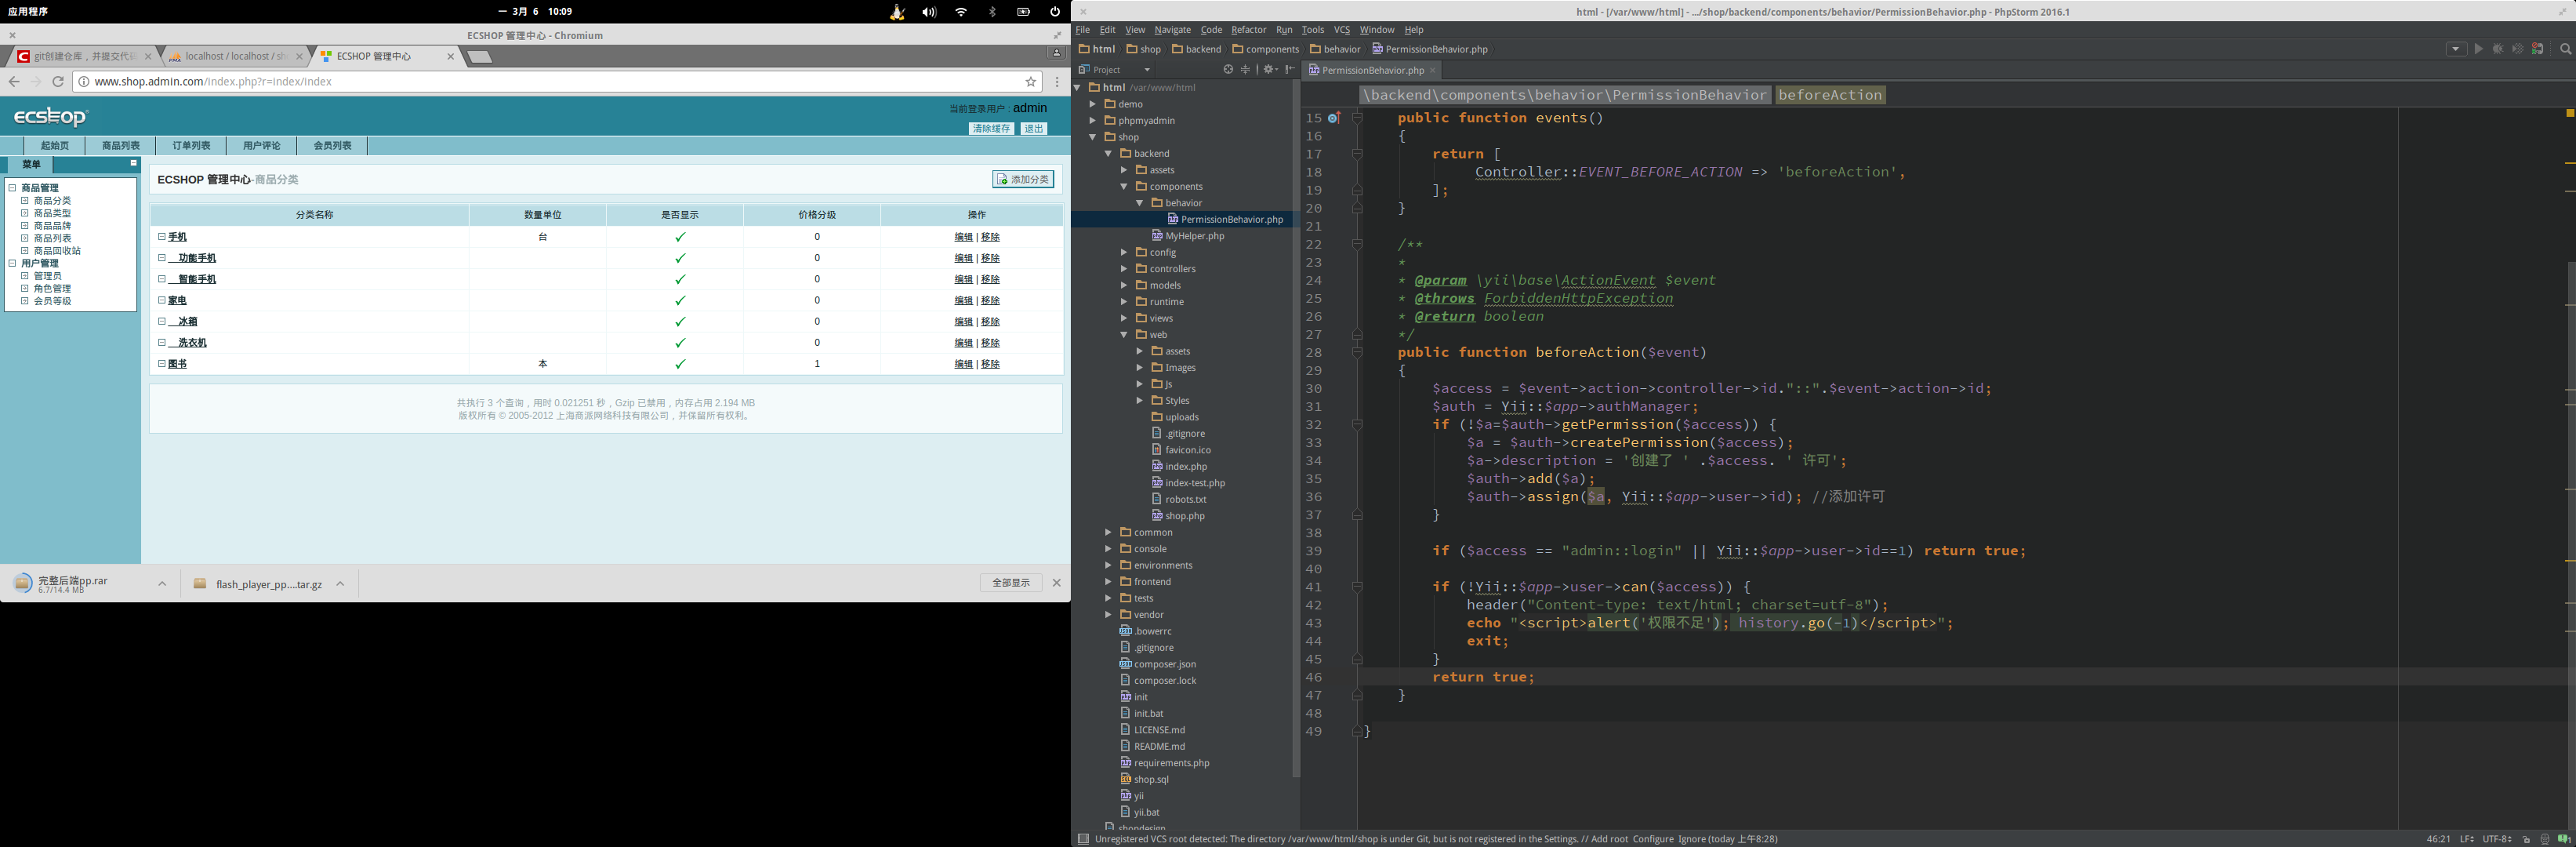 应用程序
一 3月 6 10:09
ECSHOP 管理中心 - Chromium
git创建仓库，并提交代码
localhost / localhost / sh
ECSHOP 管理中心
www.shop.admin.com/index.php?r=index/index
ECSHOP
当前登录用户 : admin
清除缓存 退出
起始页 商品列表 订单列表 用户评论 会员列表
菜单
商品管理
商品分类
商品类型
商品品牌
商品列表
商品回收站
用户管理
管理员
角色管理
会员等级
ECSHOP 管理中心-商品分类
添加分类
分类名称 数量单位 是否显示 价格分级 操作
手机 台 0 编辑 | 移除
功能手机 0 编辑 | 移除
智能手机 0 编辑 | 移除
家电 0 编辑 | 移除
冰箱 0 编辑 | 移除
洗衣机 0 编辑 | 移除
图书 本 1 编辑 | 移除
共执行 3 个查询，用时 0.021251 秒，Gzip 已禁用，内存占用 2.194 MB
版权所有 © 2005-2012 上海商派网络科技有限公司，并保留所有权利。
完整后端pp.rar
6.7/14.4 MB
flash_player_pp....tar.gz
全部显示
html - [/var/www/html] - .../shop/backend/components/behavior/PermissionBehavior.php - PhpStorm 2016.1
File Edit View Navigate Code Refactor Run Tools VCS Window Help
html shop backend components behavior PermissionBehavior.php
Project
PermissionBehavior.php
html /var/www/html
demo
phpmyadmin
shop
backend
assets
components
behavior
PermissionBehavior.php
MyHelper.php
config
controllers
models
runtime
views
web
assets
Images
Js
Styles
uploads
.gitignore
favicon.ico
index.php
index-test.php
robots.txt
shop.php
common
console
environments
frontend
tests
vendor
.bowerrc
.gitignore
composer.json
composer.lock
init
init.bat
LICENSE.md
README.md
requirements.php
shop.sql
yii
yii.bat
shopdesign
\backend\components\behavior\PermissionBehavior beforeAction
15 public function events()
16 {
17 return [
18 Controller::EVENT_BEFORE_ACTION => 'beforeAction',
19 ];
20 }
21
22 /**
23 *
24 * @param \yii\base\ActionEvent $event
25 * @throws ForbiddenHttpException
26 * @return boolean
27 */
28 public function beforeAction($event)
29 {
30 $access = $event->action->controller->id."::".$event->action->id;
31 $auth = Yii::$app->authManager;
32 if (!$a=$auth->getPermission($access)) {
33 $a = $auth->createPermission($access);
34 $a->description = '创建了 ' .$access. ' 许可';
35 $auth->add($a);
36 $auth->assign($a, Yii::$app->user->id); //添加许可
37 }
38
39 if ($access == "admin::login" || Yii::$app->user->id==1) return true;
40
41 if (!Yii::$app->user->can($access)) {
42 header("Content-type: text/html; charset=utf-8");
43 echo "<script>alert('权限不足'); history.go(-1)</script>";
44 exit;
45 }
46 return true;
47 }
48
49 }
Unregistered VCS root detected: The directory /var/www/html/shop is under Git, but is not registered in the Settings. // Add root Configure Ignore (today 上午8:28)
46:21 LF UTF-8